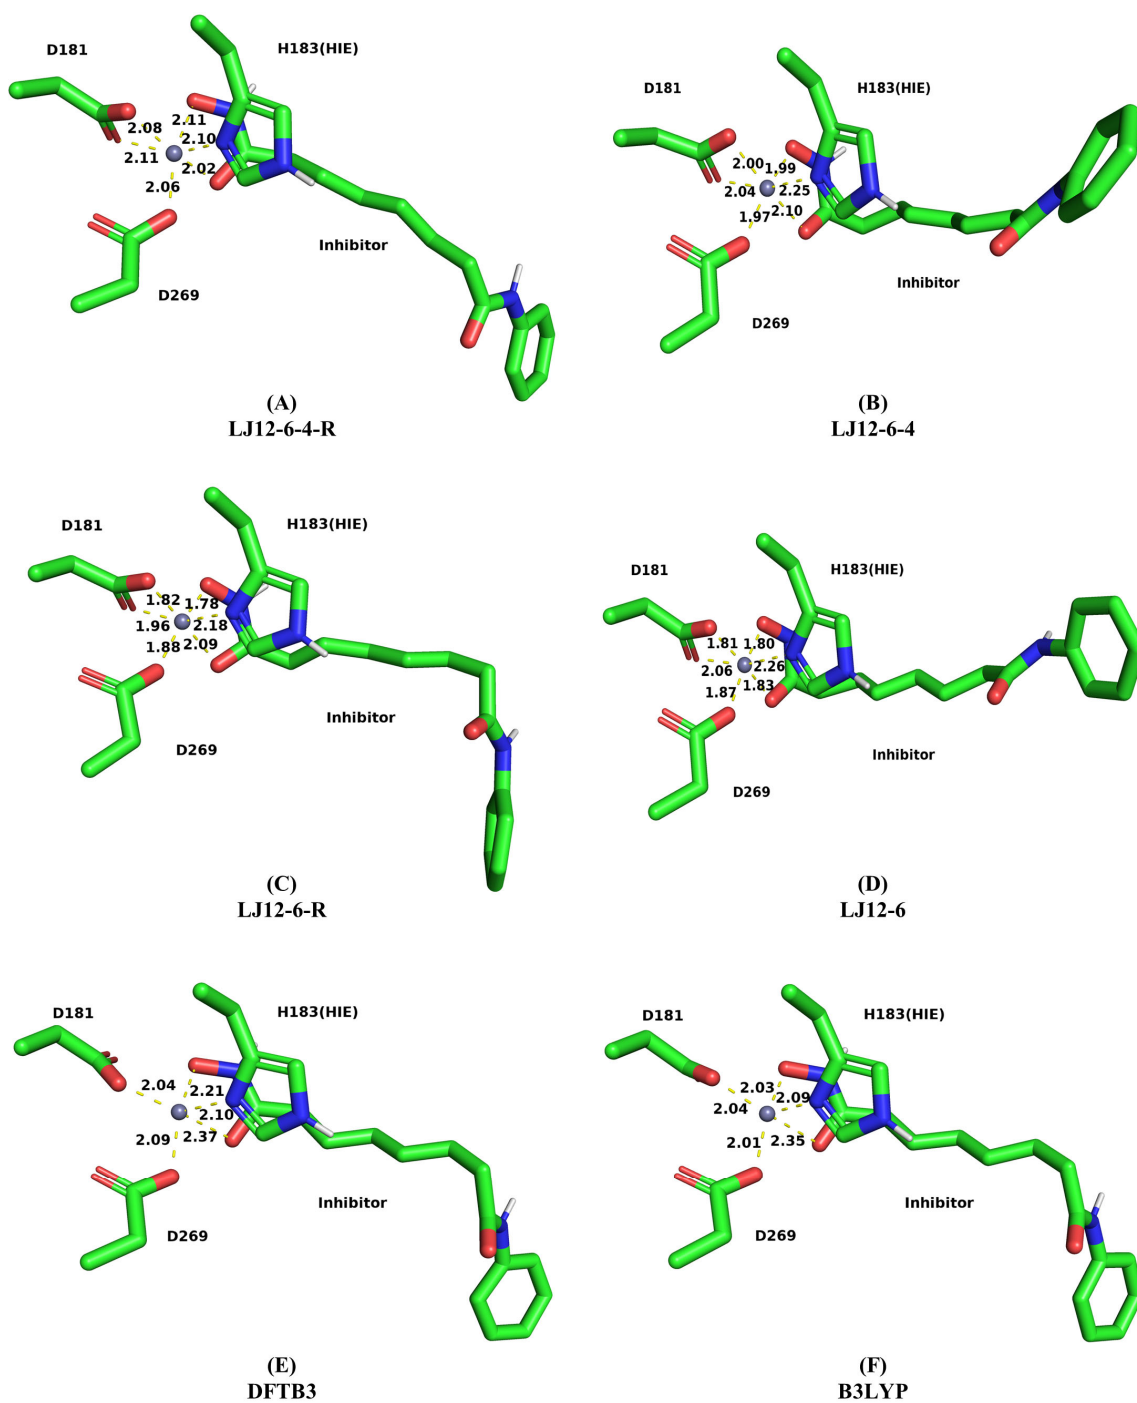 D181
H183(HIE)
2.08
2.11
2.10
2.11
2.02
2.06
Inhibitor
D269
(A)
LJ12-6-4-R
D181
H183(HIE)
2.00
1.99
2.04
2.25
1.97
2.10
Inhibitor
D269
(B)
LJ12-6-4
D181
H183(HIE)
1.82
1.78
1.96
2.18
1.88
2.09
Inhibitor
D269
(C)
LJ12-6-R
D181
H183(HIE)
1.81
1.80
2.06
2.26
1.87
1.83
Inhibitor
D269
(D)
LJ12-6
D181
H183(HIE)
2.04
2.21
2.10
2.09
2.37
Inhibitor
D269
(E)
DFTB3
D181
H183(HIE)
2.03
2.04
2.09
2.01
2.35
Inhibitor
D269
(F)
B3LYP